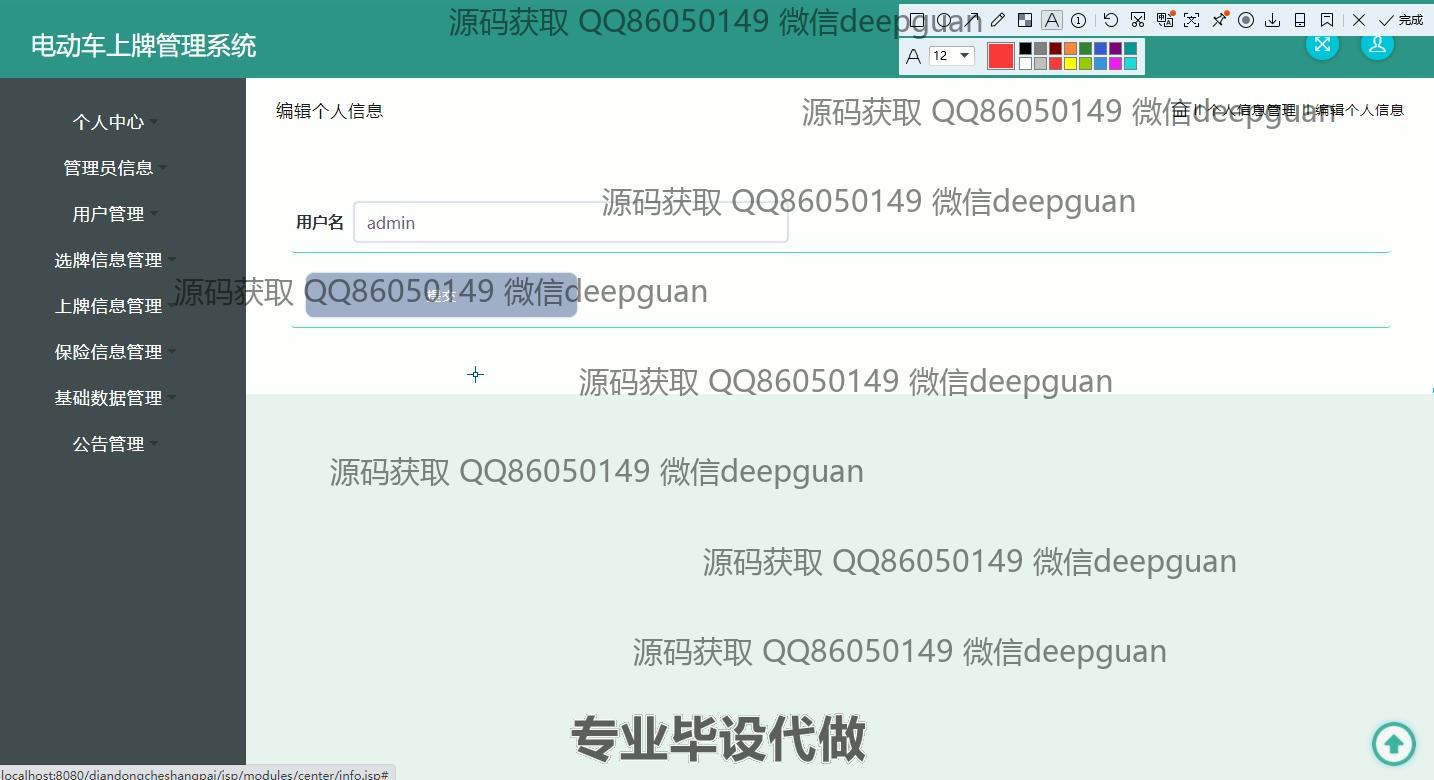 源码获取 QQ86050149 微信deepguan
完成
电动车上牌管理系统
A 12
编辑个人信息
源码获取 QQ86050149 微信deepguan
// 个人信息管理 // 编辑个人信息
个人中心
管理员信息
用户管理
选牌信息管理
上牌信息管理
保险信息管理
基础数据管理
公告管理
源码获取 QQ86050149 微信deepguan
用户名 admin
源码获取 QQ86050149 微信deepguan
提交
源码获取 QQ86050149 微信deepguan
源码获取 QQ86050149 微信deepguan
源码获取 QQ86050149 微信deepguan
源码获取 QQ86050149 微信deepguan
专业毕设代做
localhost:8080/diandongcheshangpai/jsp/modules/center/info.jsp#